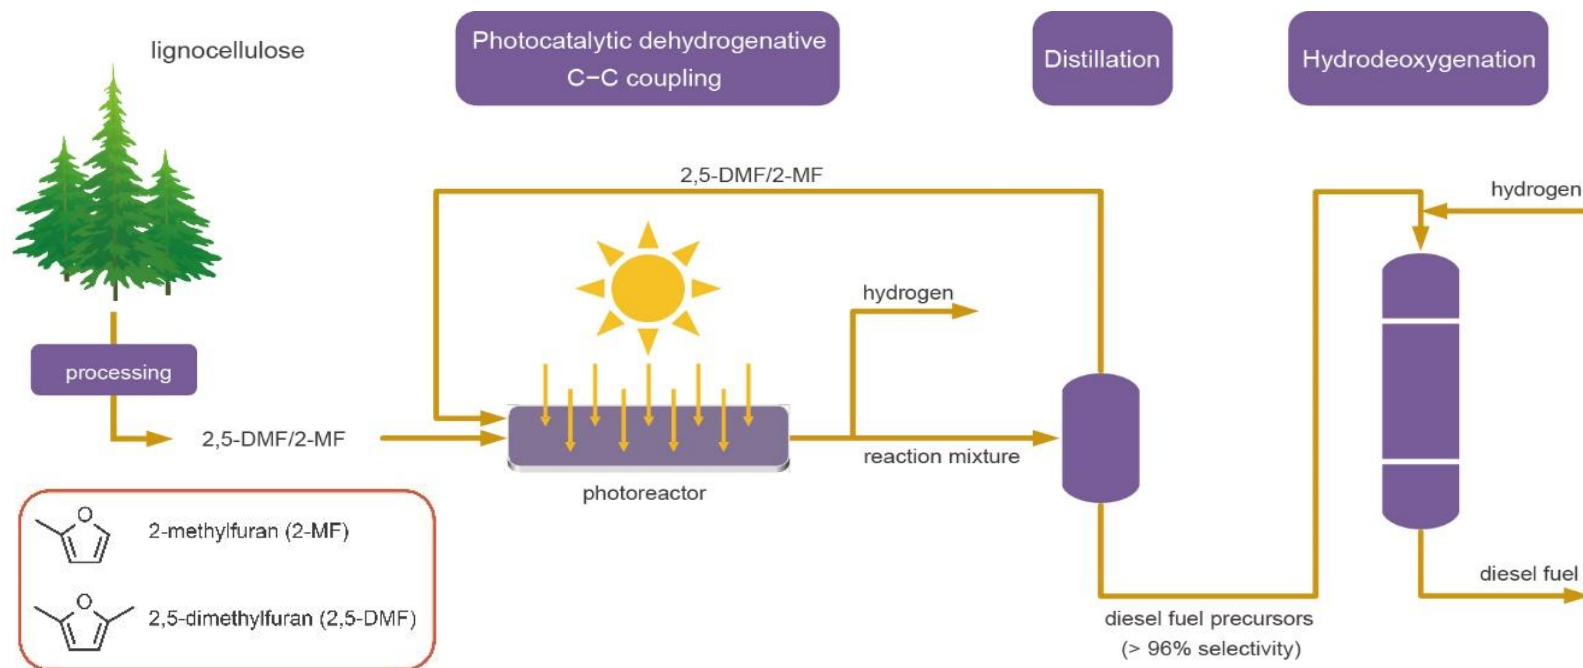 lignocellulose
Photocatalytic dehydrogenative
C−C coupling
Distillation
Hydrodeoxygenation
2,5-DMF/2-MF
hydrogen
hydrogen
processing
2,5-DMF/2-MF
reaction mixture
photoreactor
O
2-methylfuran (2-MF)
O
2,5-dimethylfuran (2,5-DMF)
diesel fuel
diesel fuel precursors
(> 96% selectivity)